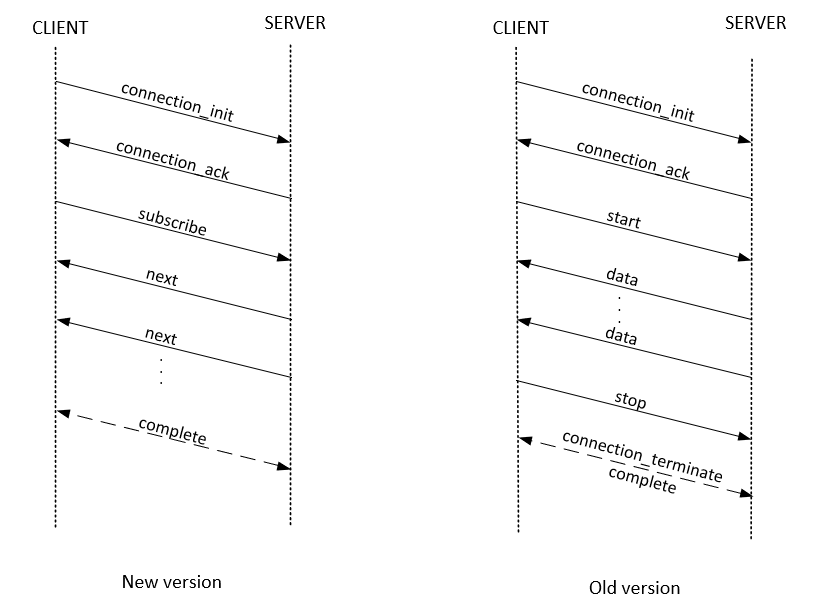 CLIENT
SERVER
connection_init
connection_ack
subscribe
next
next
complete
New version
CLIENT
SERVER
connection_init
connection_ack
start
data
data
stop
connection_terminate
complete
Old version